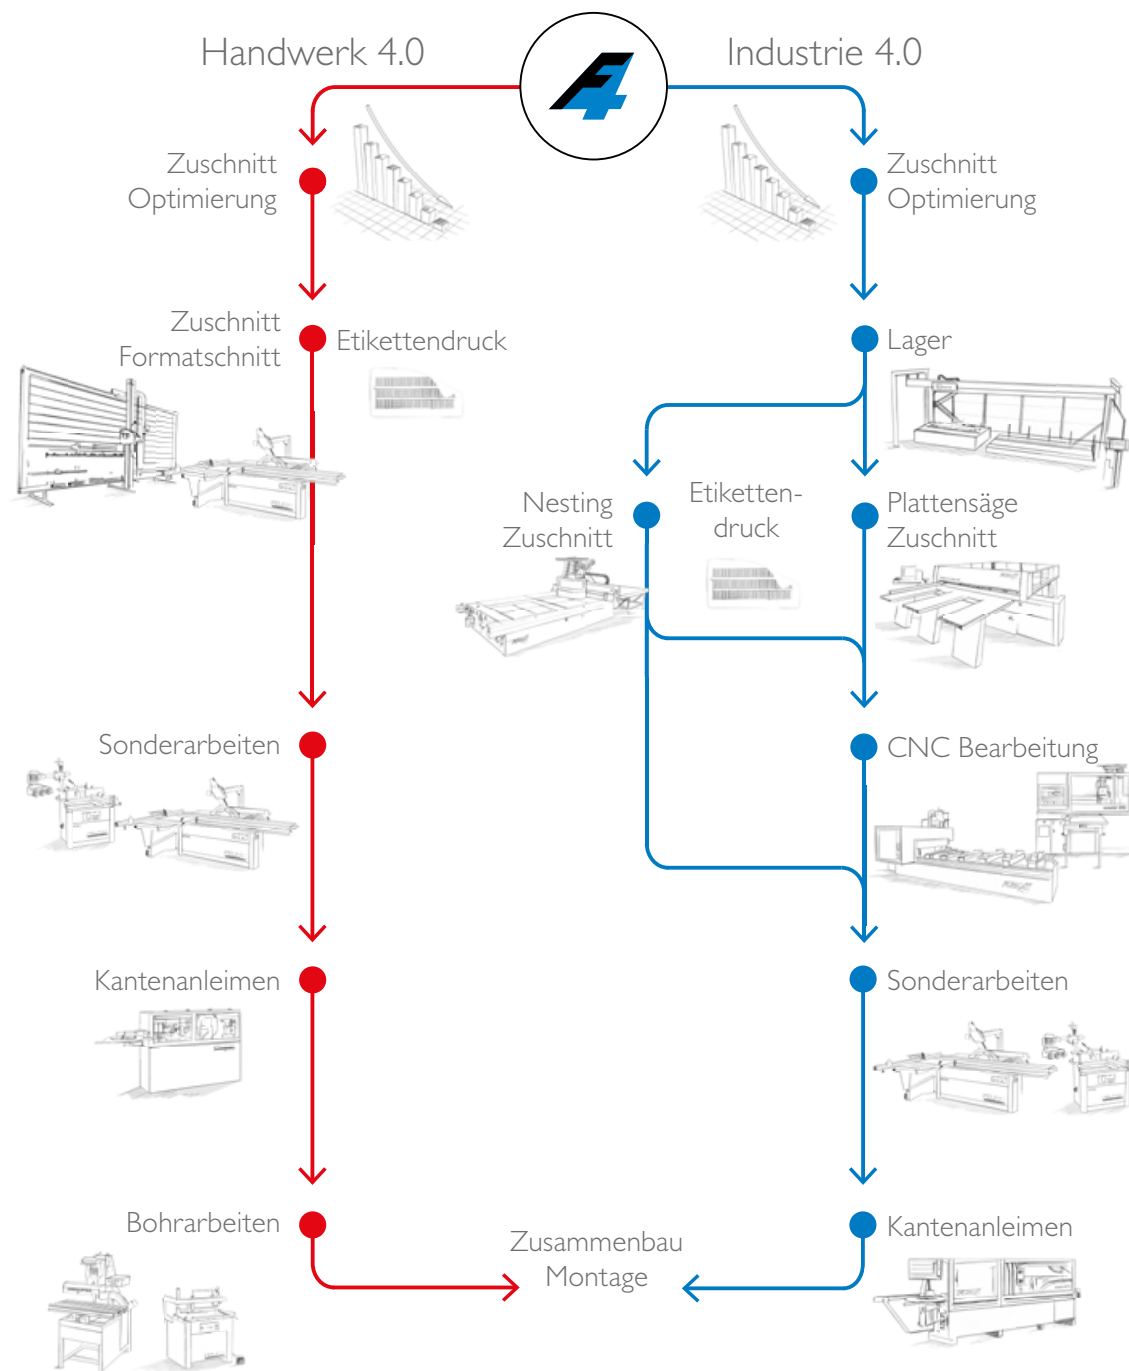 Handwerk 4.0
Industrie 4.0
Zuschnitt
Optimierung
Zuschnitt
Optimierung
Zuschnitt
Formatschnitt
Etikettendruck
Lager
Nesting
Zuschnitt
Etiketten-
druck
Plattensäge
Zuschnitt
Sonderarbeiten
CNC Bearbeitung
Kantenanleimen
Sonderarbeiten
Bohrarbeiten
Zusammenbau
Montage
Kantenanleimen